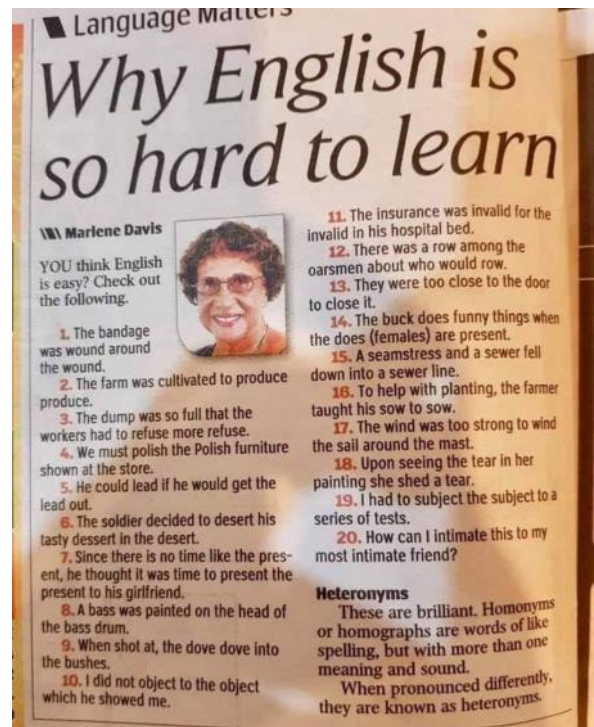 Language Matters
Why English is
so hard to learn
Marlene Davis
YOU think English
is easy? Check out
the following.
1. The bandage
was wound around
the wound.
2. The farm was cultivated to produce
produce.
3. The dump was so full that the
workers had to refuse more refuse.
4. We must polish the Polish furniture
shown at the store.
5. He could lead if he would get the
lead out.
6. The soldier decided to desert his
tasty dessert in the desert.
7. Since there is no time like the pres-
ent, he thought it was time to present the
present to his girlfriend.
8. A bass was painted on the head of
the bass drum.
9. When shot at, the dove dove into
the bushes.
10. I did not object to the object
which he showed me.
11. The insurance was invalid for the
invalid in his hospital bed.
12. There was a row among the
oarsmen about who would row.
13. They were too close to the door
to close it.
14. The buck does funny things when
the does (females) are present.
15. A seamstress and a sewer fell
down into a sewer line.
16. To help with planting, the farmer
taught his sow to sow.
17. The wind was too strong to wind
the sail around the mast.
18. Upon seeing the tear in her
painting she shed a tear.
19. I had to subject the subject to a
series of tests.
20. How can I intimate this to my
most intimate friend?
Heteronyms
These are brilliant. Homonyms
or homographs are words of like
spelling, but with more than one
meaning and sound.
When pronounced differently,
they are known as heteronyms.